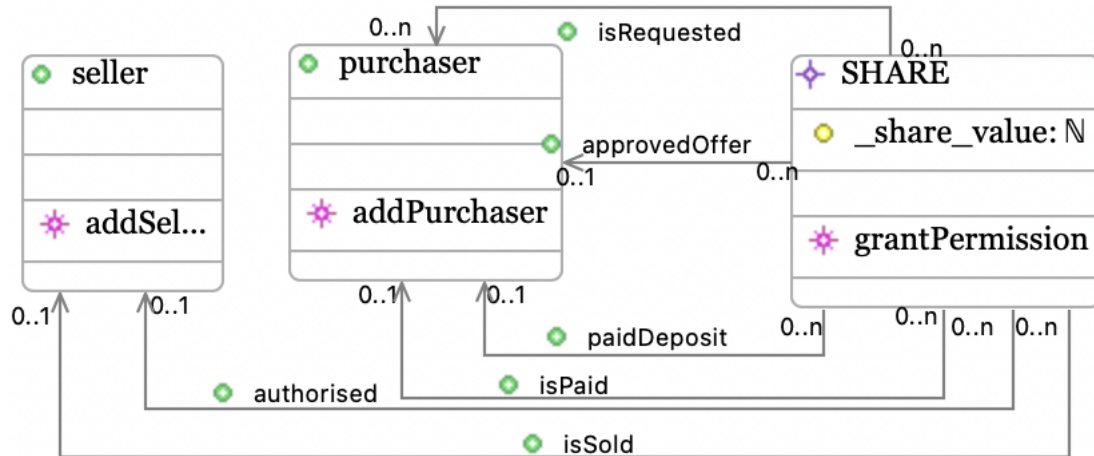 0..n
isRequested
0..n
seller
purchaser
SHARE
_share_value: ℕ
approvedOffer
0..1
0..n
addSel...
addPurchaser
grantPermission
0..1
0..1
0..1
0..1
0..n
0..n
0..n
0..n
paidDeposit
isPaid
authorised
isSold